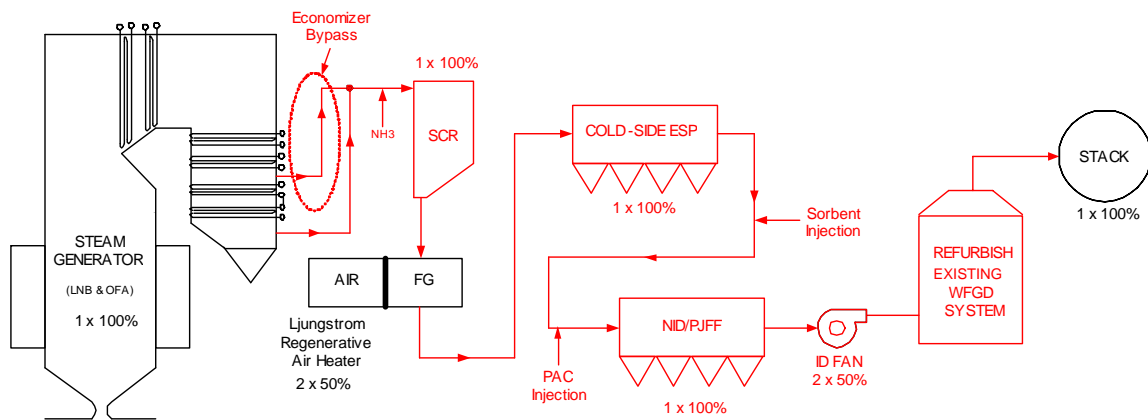 Economizer
Bypass
1 x 100%
NH3
SCR
COLD-SIDE ESP
1 x 100%
STACK
1 x 100%
Sorbent
Injection
STEAM
GENERATOR
(LNB & OFA)
1 x 100%
AIR
FG
Ljungstrom
Regenerative
Air Heater
2 x 50%
NID/PJFF
1 x 100%
PAC
Injection
ID FAN
2 x 50%
REFURBISH
EXISTING
WFGD
SYSTEM